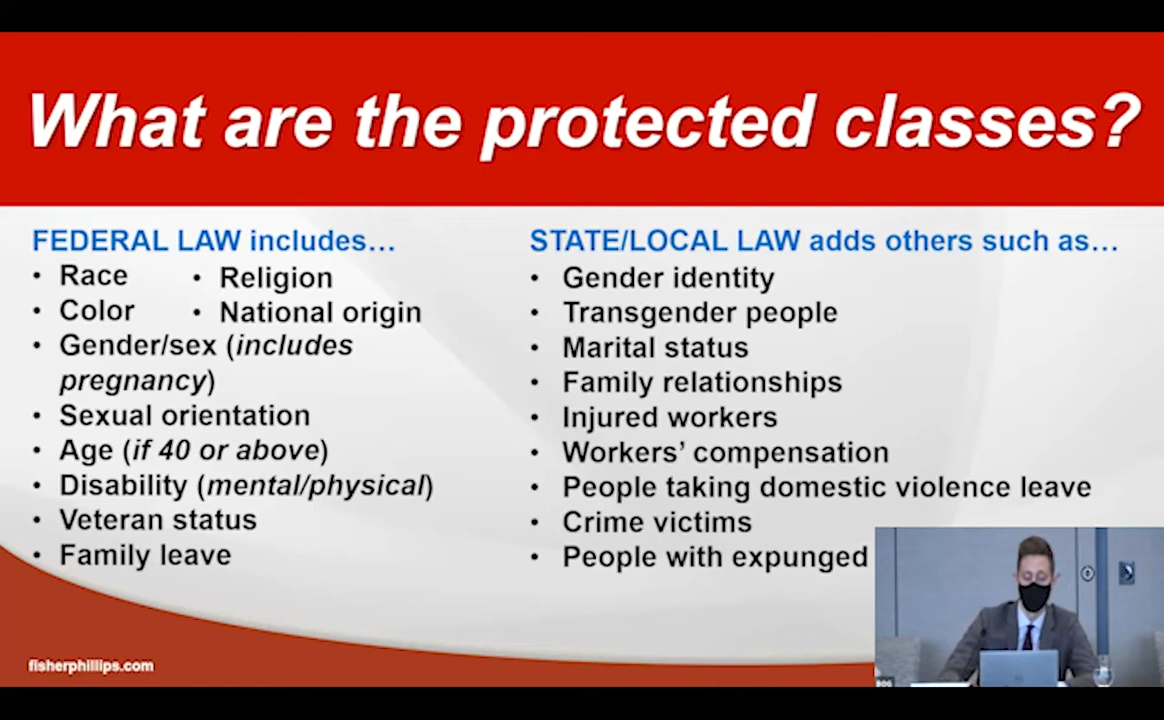 What are the protected classes?
FEDERAL LAW includes...
• Race
• Religion
• Color
• National origin
• Gender/sex (includes
pregnancy)
• Sexual orientation
• Age (if 40 or above)
• Disability (mental/physical)
• Veteran status
• Family leave
STATE/LOCAL LAW adds others such as...
• Gender identity
• Transgender people
• Marital status
• Family relationships
• Injured workers
• Workers’ compensation
• People taking domestic violence leave
• Crime victims
• People with expunged
fisherphillips.com